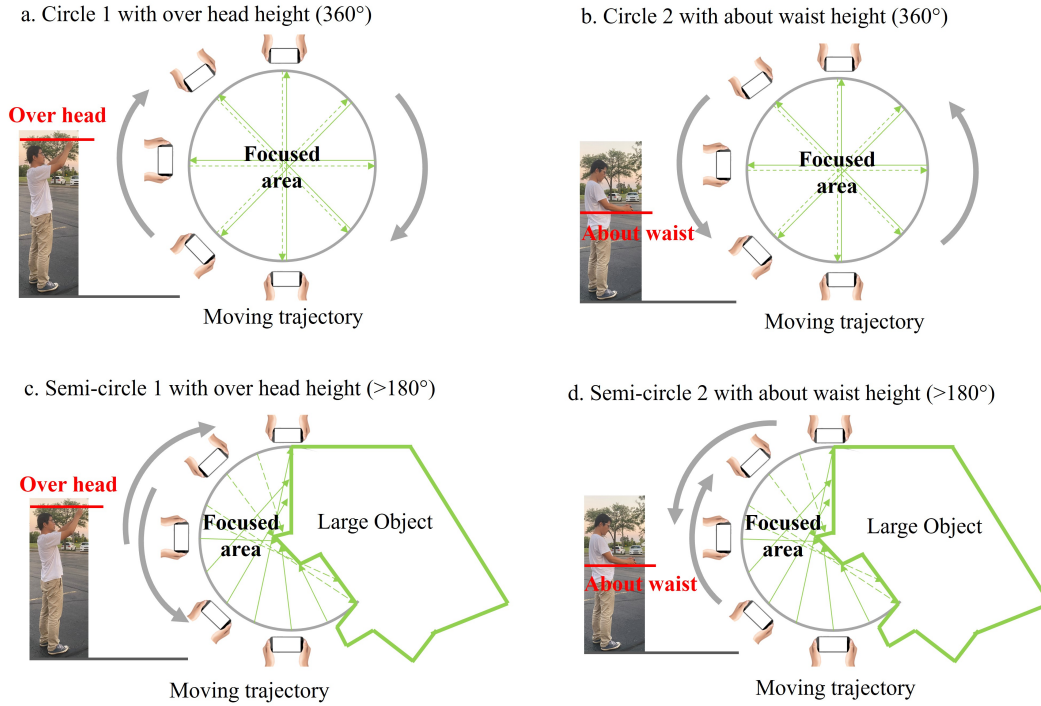 a. Circle 1 with over head height (360°)
b. Circle 2 with about waist height (360°)
Over head
Focused
area
Moving trajectory
About waist
Focused
area
Moving trajectory
c. Semi-circle 1 with over head height (>180°)
d. Semi-circle 2 with about waist height (>180°)
Over head
Focused
area
Large Object
Moving trajectory
About waist
Focused
area
Large Object
Moving trajectory